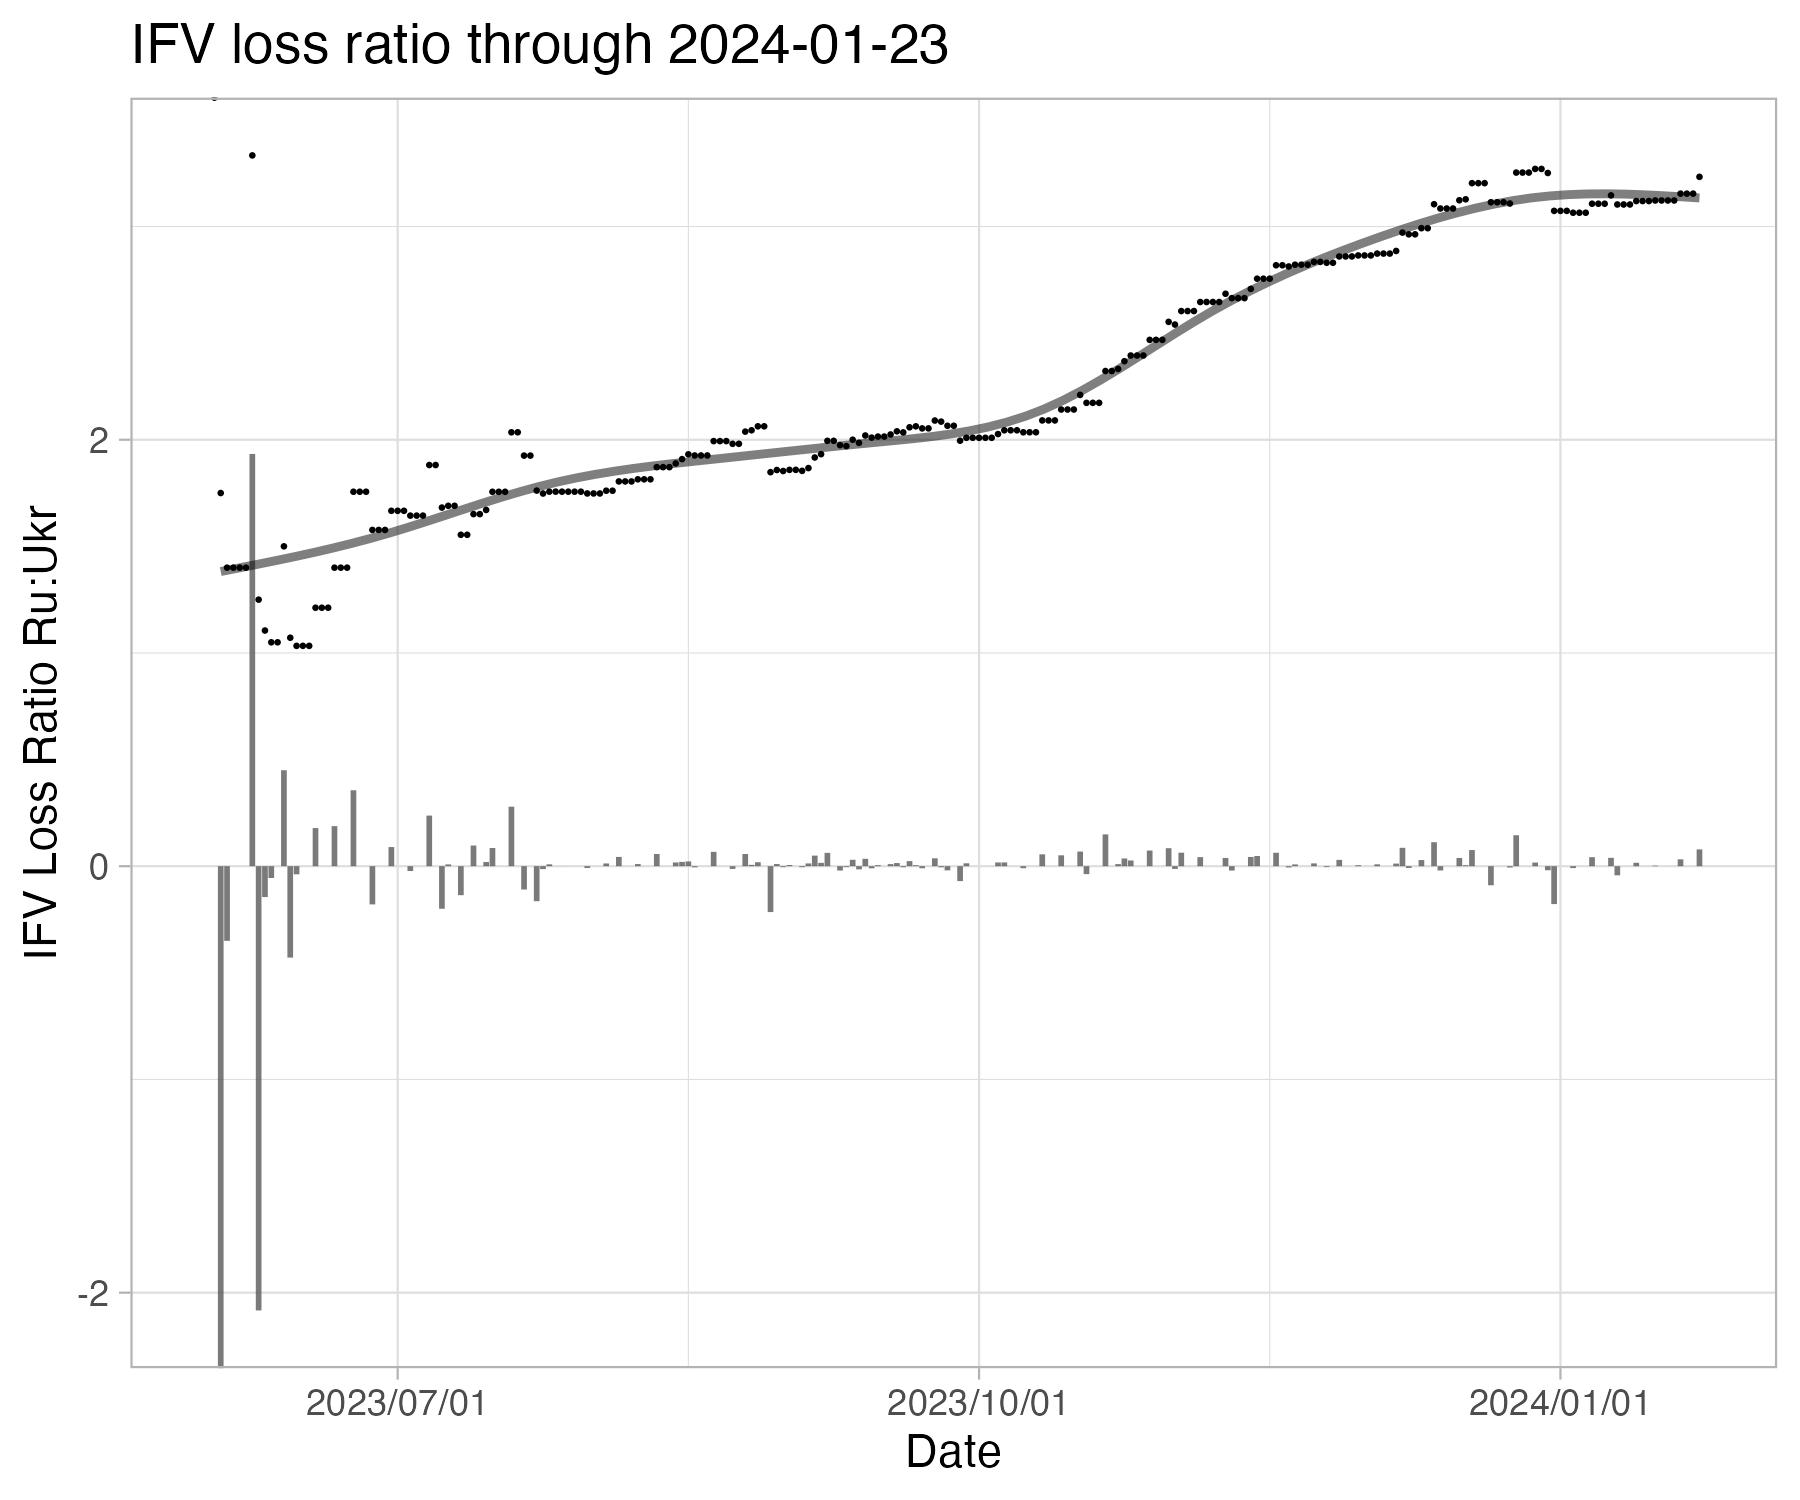 IFV loss ratio through 2024-01-23
IFV Loss Ratio Ru:Ukr
2
0
-2
2023/07/01
2023/10/01
2024/01/01
Date